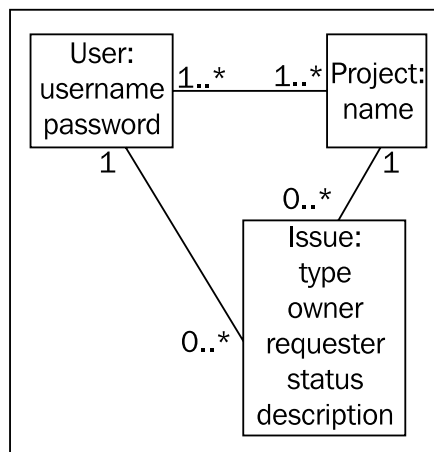 User:
username
password
1..*
1..*
Project:
name
1
1
0..*
0..*
Issue:
type
owner
requester
status
description